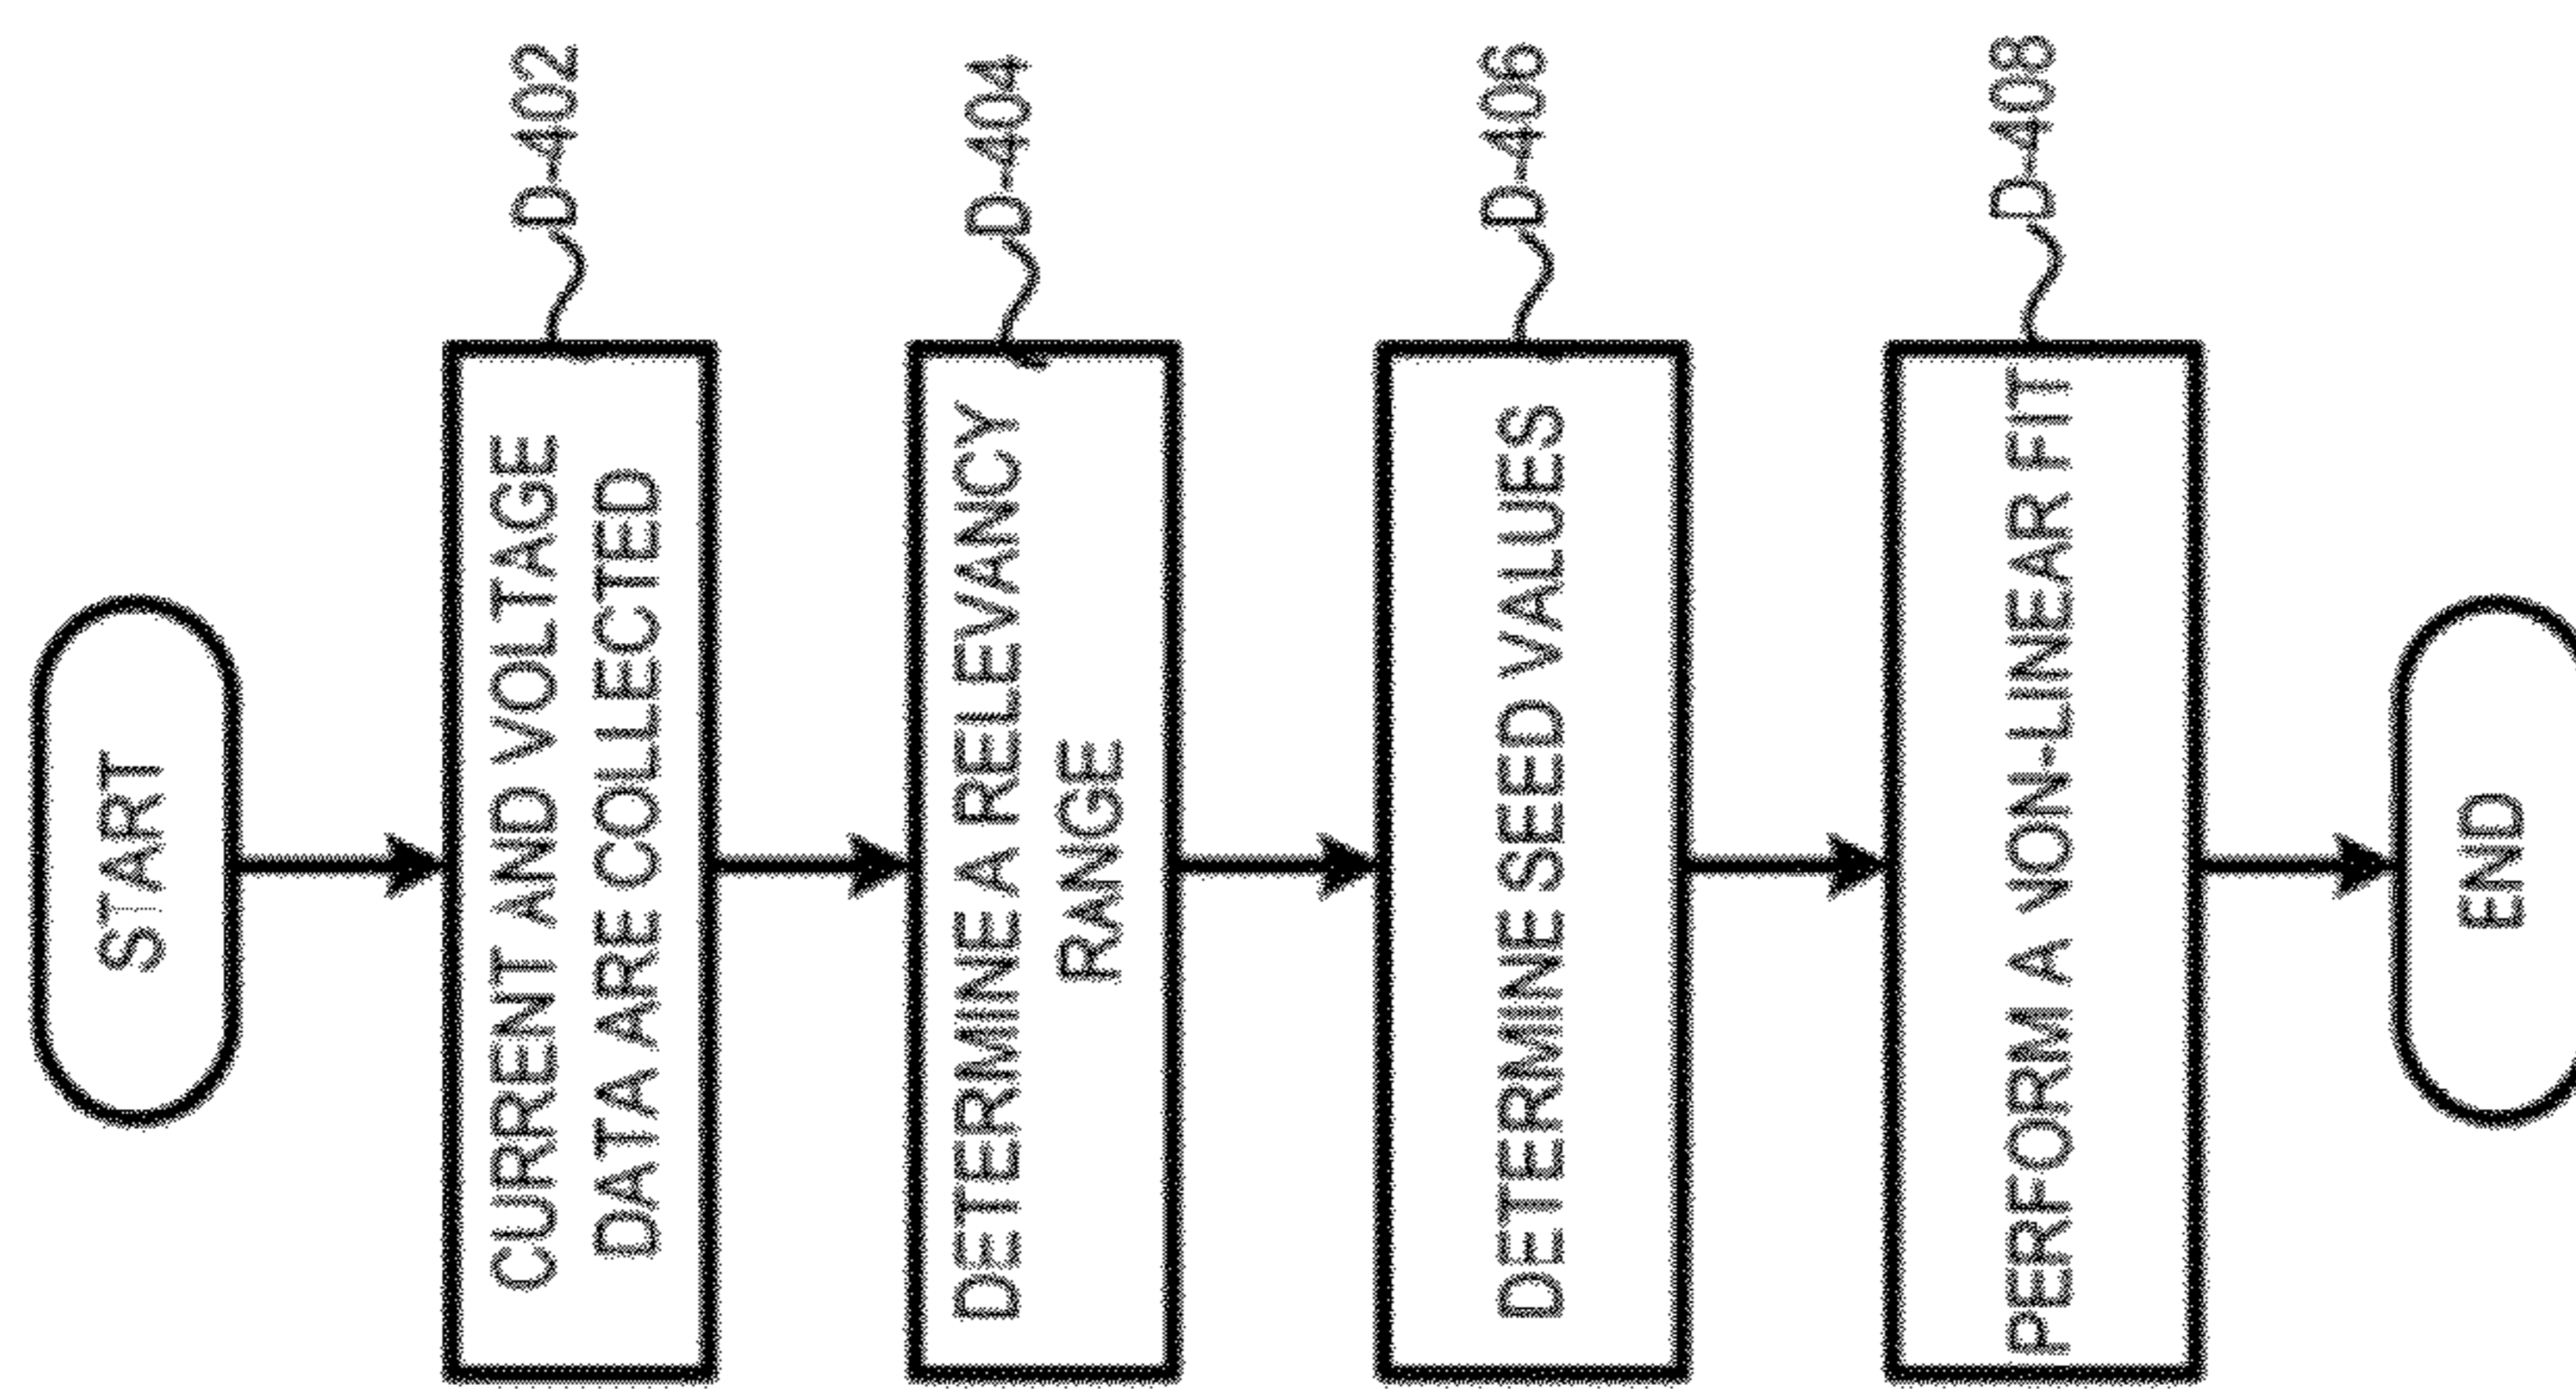 START
D-402
CURRENT AND VOLTAGE
DATA ARE COLLECTED
D-404
DETERMINE A RELEVANCY
RANGE
D-406
DETERMINE SEED VALUES
D-408
PERFORM A NON-LINEAR FIT
END